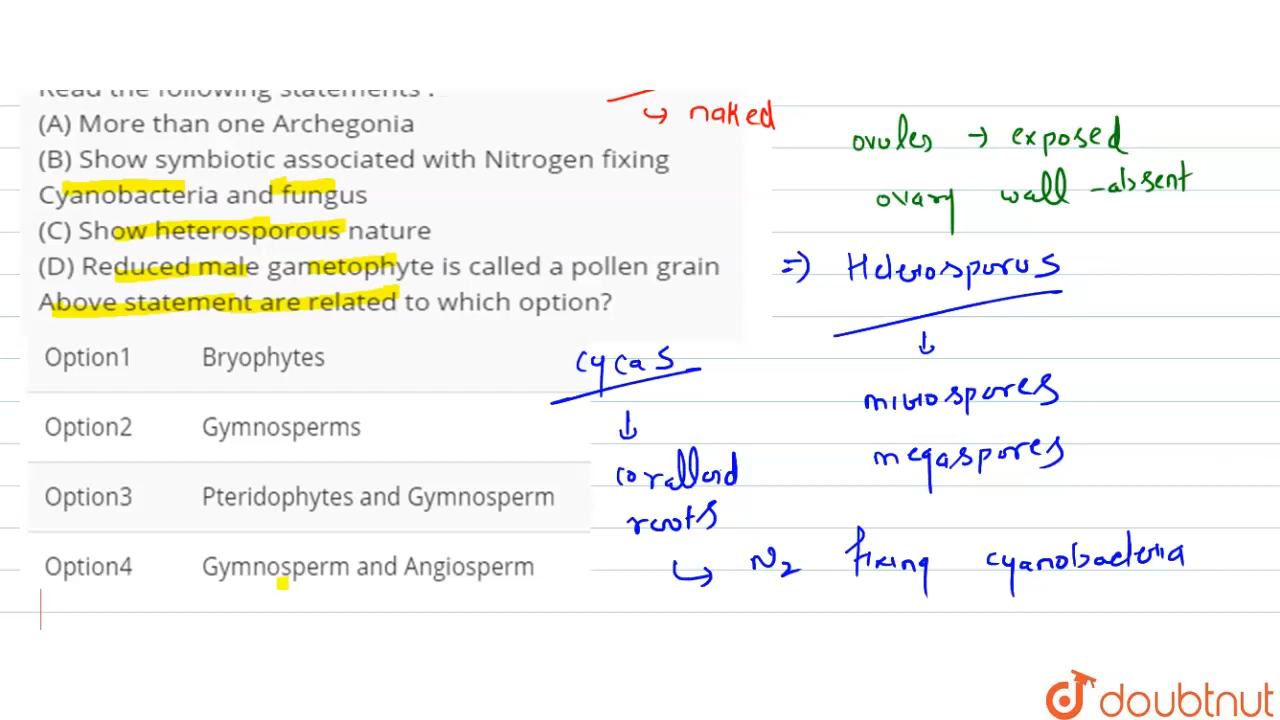 Read the following statements :
naked
(A) More than one Archegonia
(B) Show symbiotic associated with Nitrogen fixing
Cyanobacteria and fungus
(C) Show heterosporous nature
(D) Reduced male gametophyte is called a pollen grain
Above statement are related to which option?
Option1 Bryophytes
Option2 Gymnosperms
Option3 Pteridophytes and Gymnosperm
Option4 Gymnosperm and Angiosperm
ovules → exposed
ovary wall - absent
⇒ Heterosporus
↓
microspores
megaspores
cycas
↓
coralloid
roots
↳ N2 fixing cyanobacteria
doubtnut